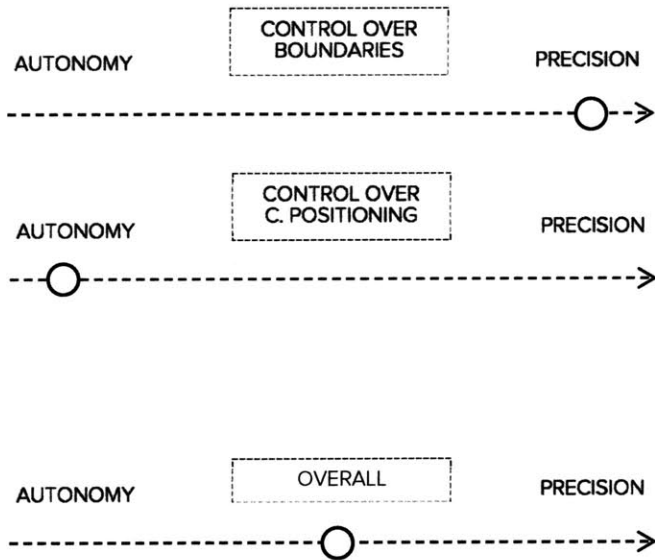 CONTROL OVER
BOUNDARIES
AUTONOMY PRECISION
CONTROL OVER
C. POSITIONING
AUTONOMY PRECISION
OVERALL
AUTONOMY PRECISION